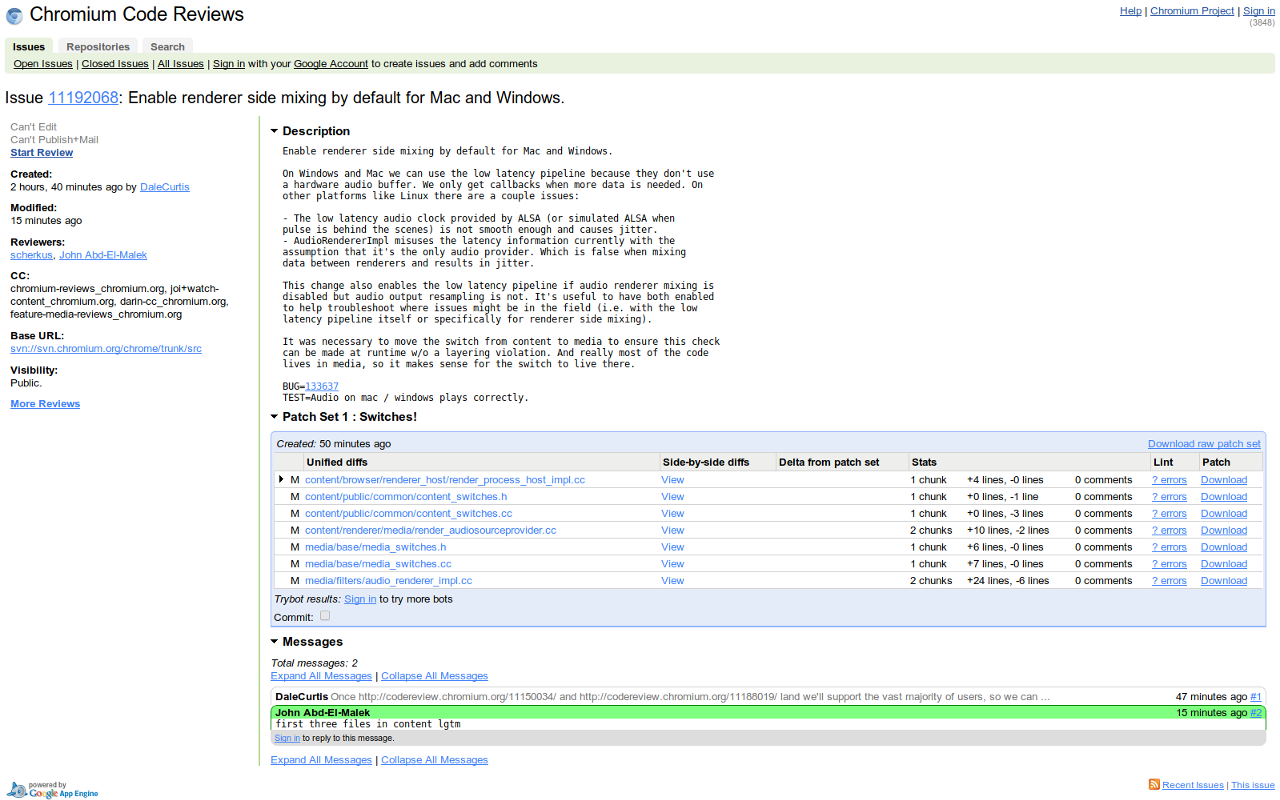 Chromium Code Reviews
Help | Chromium Project | Sign in
(3848)
Issues Repositories Search
Open Issues | Closed Issues | All Issues | Sign in with your Google Account to create issues and add comments
Issue 11192068: Enable renderer side mixing by default for Mac and Windows.
Can't Edit
Can't Publish+Mail
Start Review
Created:
2 hours, 40 minutes ago by DaleCurtis
Modified:
15 minutes ago
Reviewers:
scherkus, John Abd-El-Malek
CC:
chromium-reviews_chromium.org, joi+watch-
content_chromium.org, darin-cc_chromium.org,
feature-media-reviews_chromium.org
Base URL:
svn://svn.chromium.org/chrome/trunk/src
Visibility:
Public.
More Reviews
Description
Enable renderer side mixing by default for Mac and Windows.
On Windows and Mac we can use the low latency pipeline because they don't use
a hardware audio buffer. We only get callbacks when more data is needed. On
other platforms like Linux there are a couple issues:
- The low latency audio clock provided by ALSA (or simulated ALSA when
pulse is behind the scenes) is not smooth enough and causes jitter.
- AudioRendererImpl misuses the latency information currently with the
assumption that it's the only audio provider. Which is false when mixing
data between renderers and results in jitter.
This change also enables the low latency pipeline if audio renderer mixing is
disabled but audio output resampling is not. It's useful to have both enabled
to help troubleshoot where issues might be in the field (i.e. with the low
latency pipeline itself or specifically for renderer side mixing).
It was necessary to move the switch from content to media to ensure this check
can be made at runtime w/o a layering violation. And really most of the code
lives in media, so it makes sense for the switch to live there.
BUG=133637
TEST=Audio on mac / windows plays correctly.
Patch Set 1 : Switches!
Created: 50 minutes ago Download raw patch set
Unified diffs Side-by-side diffs Delta from patch set Stats Lint Patch
M content/browser/renderer_host/render_process_host_impl.cc View 1 chunk +4 lines, -0 lines 0 comments ? errors Download
M content/public/common/content_switches.h View 1 chunk +0 lines, -1 line 0 comments ? errors Download
M content/public/common/content_switches.cc View 1 chunk +0 lines, -3 lines 0 comments ? errors Download
M content/renderer/media/render_audiosourceprovider.cc View 2 chunks +10 lines, -2 lines 0 comments ? errors Download
M media/base/media_switches.h View 1 chunk +6 lines, -0 lines 0 comments ? errors Download
M media/base/media_switches.cc View 1 chunk +7 lines, -0 lines 0 comments ? errors Download
M media/filters/audio_renderer_impl.cc View 2 chunks +24 lines, -6 lines 0 comments ? errors Download
Trybot results: Sign in to try more bots
Commit:
Messages
Total messages: 2
Expand All Messages | Collapse All Messages
DaleCurtis Once http://codereview.chromium.org/11150034/ and http://codereview.chromium.org/11188019/ land we'll support the vast majority of users, so we can ... 47 minutes ago #1
John Abd-El-Malek 15 minutes ago #2
first three files in content lgtm
Sign in to reply to this message.
Expand All Messages | Collapse All Messages
powered by
Google App Engine
Recent Issues | This issue